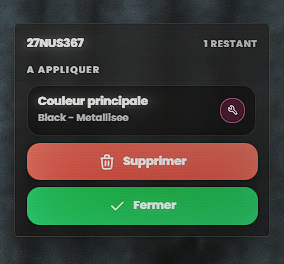 27NUS367
1 RESTANT
A APPLIQUER
Couleur principale
Black - Metallisee
Supprimer
Fermer